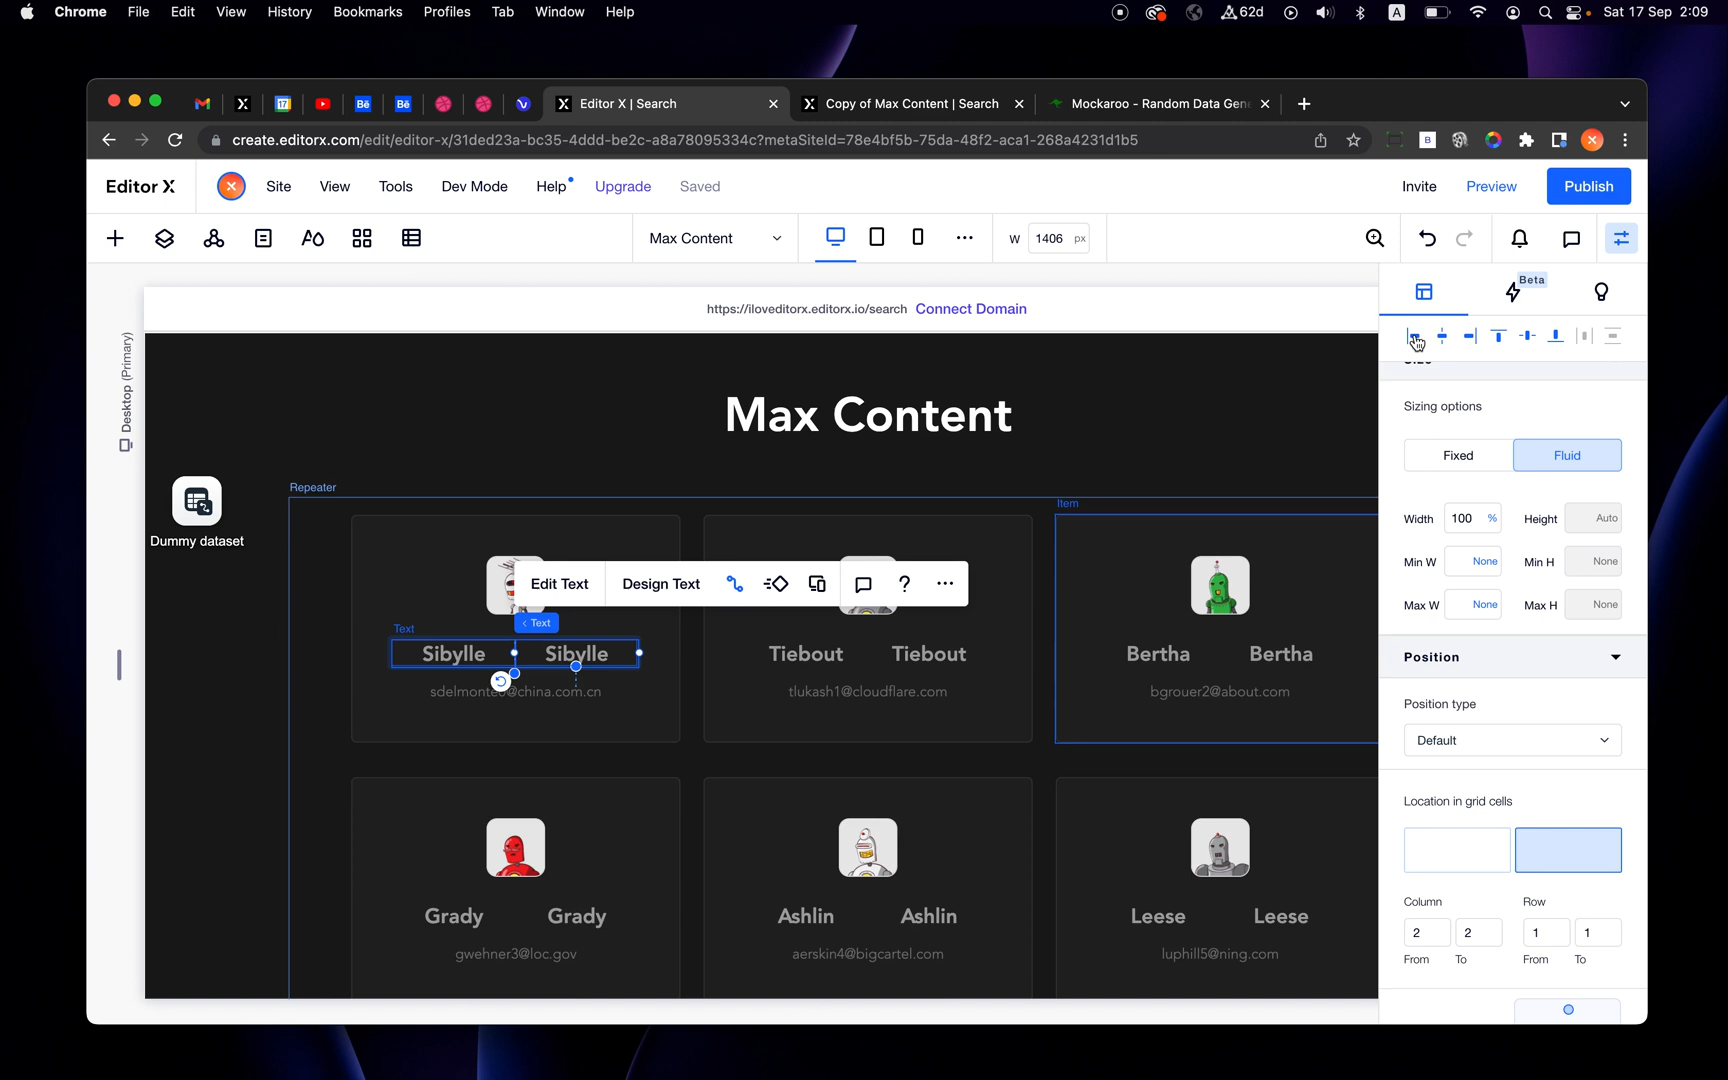 Chrome File Edit View History Bookmarks Profiles Tab Window Help 62d A Sat 17 Sep 2:09
17 Bē Bē Editor X | Search Copy of Max Content | Search Mockaroo - Random Data Gen
create.editorx.com/edit/editor-x/31ded23a-bc35-4ddd-be2c-a8a78095334c?metaSiteId=78e4bf5b-75da-48f2-aca1-268a4231d1b5
Editor X Site View Tools Dev Mode Help Upgrade Saved Invite Preview Publish
Max Content W 1406 px
Beta
https://iloveditorx.editorx.io/search Connect Domain
Desktop (Primary)
Max Content
Dummy dataset
Repeater
Item
Edit Text Design Text
Text
< Text
Sibylle Sibylle
sdelmonteo@china.com.cn
Tiebout Tiebout
tlukash1@cloudflare.com
Bertha Bertha
bgrouer2@about.com
Grady Grady
gwehner3@loc.gov
Ashlin Ashlin
aerskin4@bigcartel.com
Leese Leese
luphill5@ning.com
Sizing options
Fixed Fluid
Width 100 % Height Auto
Min W None Min H None
Max W None Max H None
Position
Position type
Default
Location in grid cells
Column Row
2 2 1 1
From To From To